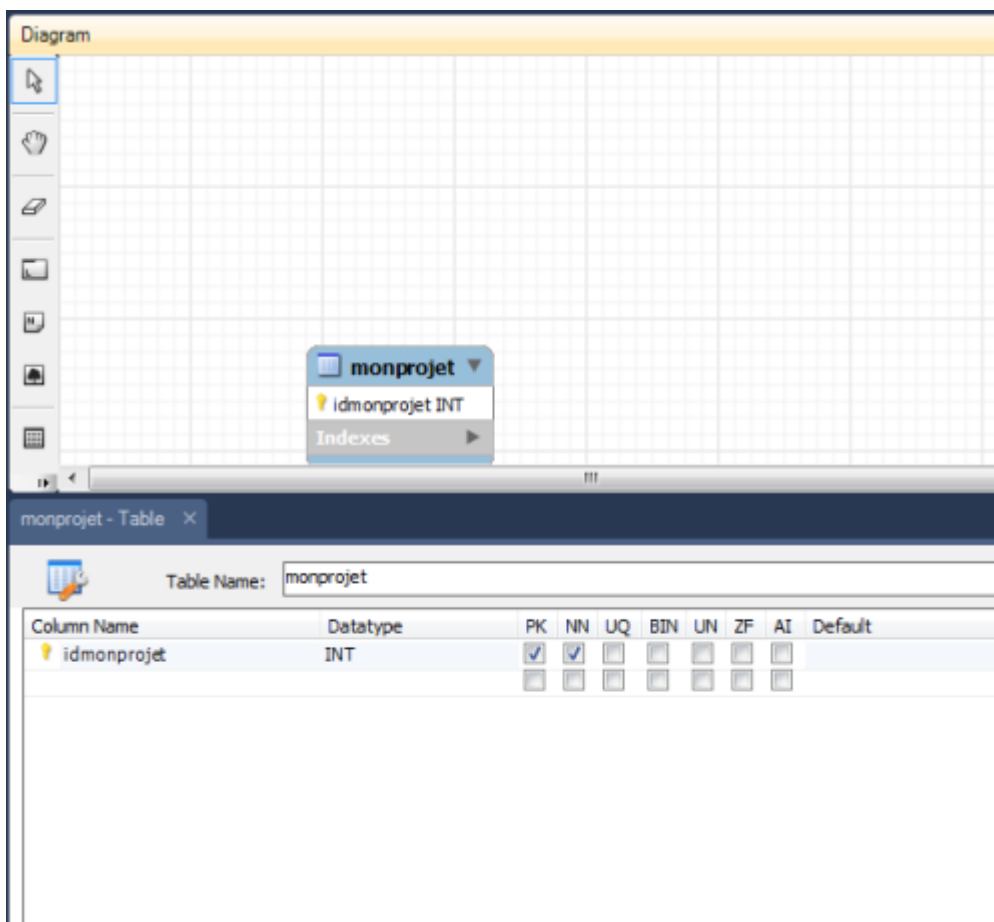 Diagram
monprojet
idmonprojet INT
Indexes
monprojet - Table
Table Name: monprojet
Column Name Datatype PK NN UQ BIN UN ZF AI Default
idmonprojet INT